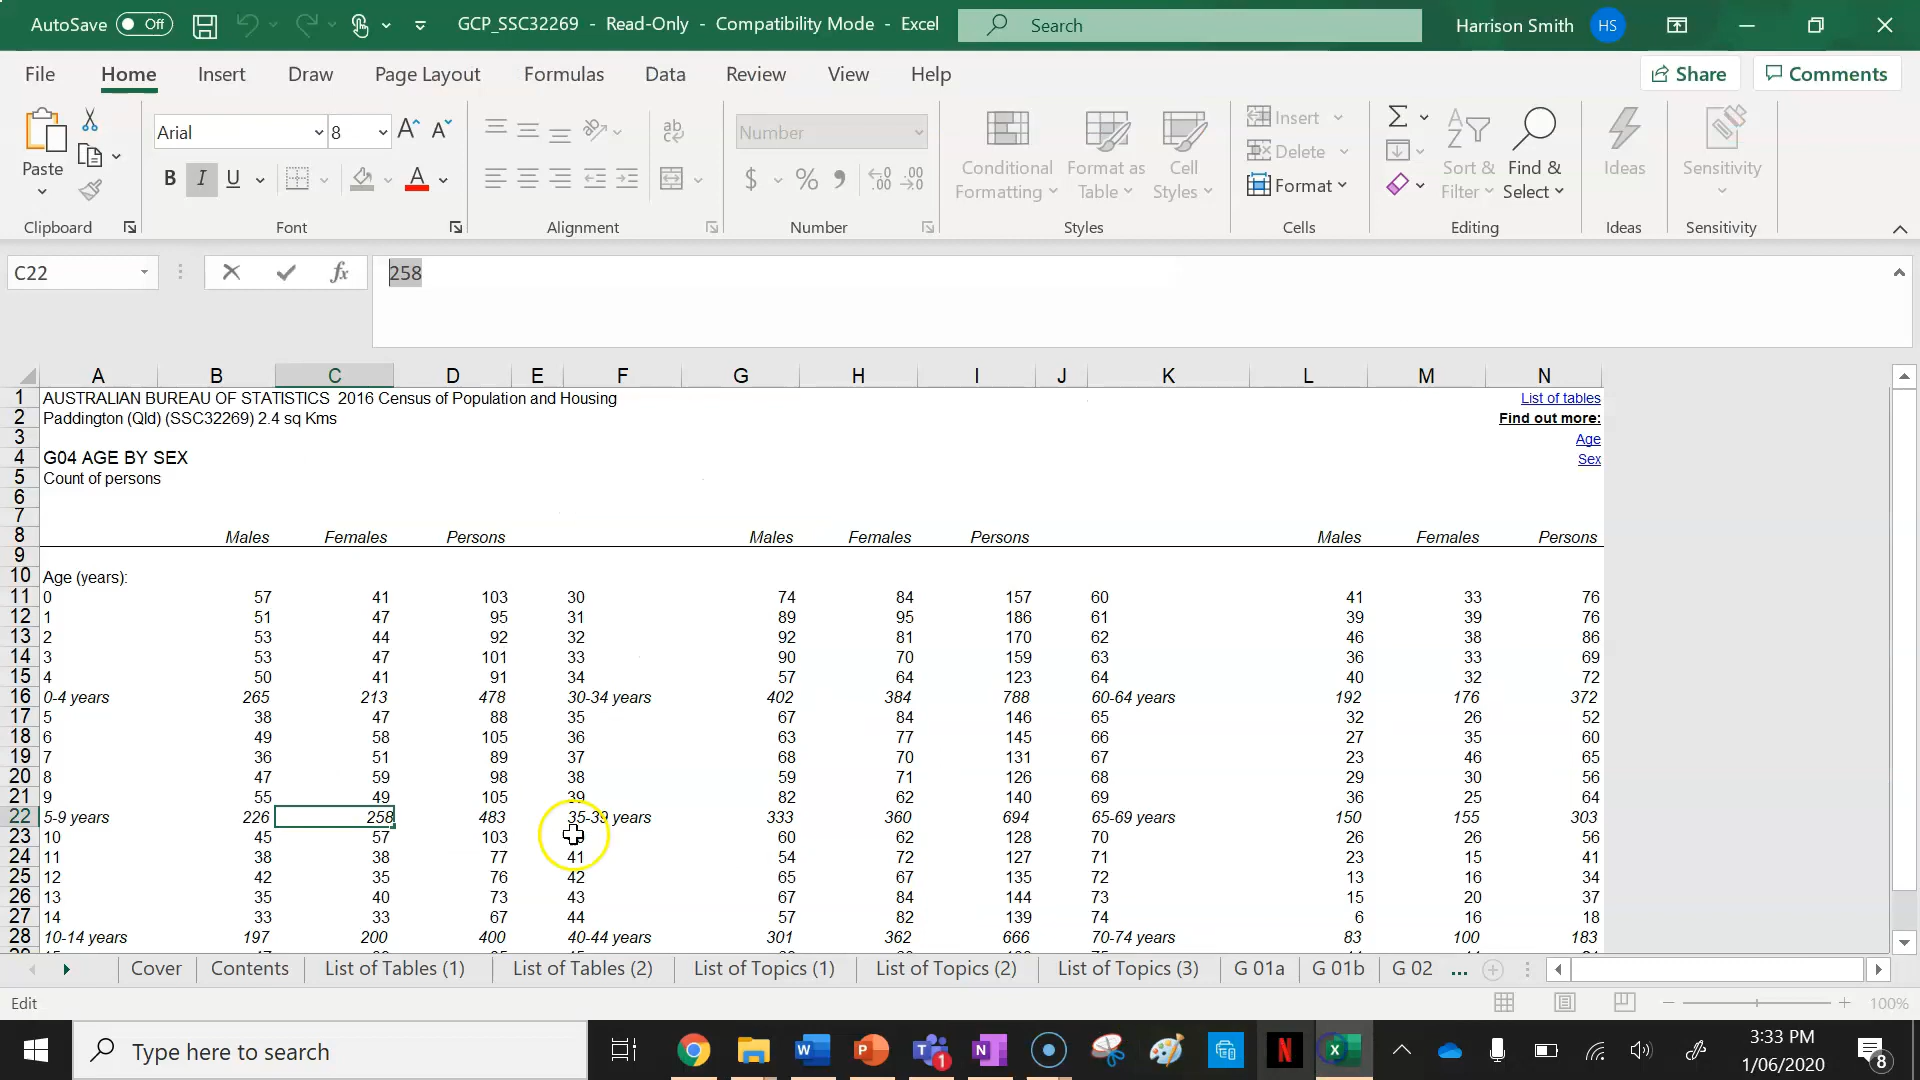 AutoSave Off GCP_SSC32269 - Read-Only - Compatibility Mode - Excel Search Harrison Smith HS
File Home Insert Draw Page Layout Formulas Data Review View Help Share Comments
Paste Arial 8 A^ A˅ ab Number Conditional Formatting Format as Table Cell Styles Insert Delete Format Sort & Filter Find & Select Ideas Sensitivity
B I U A $ % 9
Clipboard Font Alignment Number Styles Cells Editing Ideas Sensitivity
C22 fx 258
A B C D E F G H I J K L M N
1 AUSTRALIAN BUREAU OF STATISTICS 2016 Census of Population and Housing List of tables
2 Paddington (Qld) (SSC32269) 2.4 sq Kms Find out more:
3 Age
4 G04 AGE BY SEX Sex
5 Count of persons
6
7
8 Males Females Persons Males Females Persons Males Females Persons
9
10 Age (years):
11 0 57 41 103 30 74 84 157 60 41 33 76
12 1 51 47 95 31 89 95 186 61 39 39 76
13 2 53 44 92 32 92 81 170 62 46 38 86
14 3 53 47 101 33 90 70 159 63 36 33 69
15 4 50 41 91 34 57 64 123 64 40 32 72
16 0-4 years 265 213 478 30-34 years 402 384 788 60-64 years 192 176 372
17 5 38 47 88 35 67 84 146 65 32 26 52
18 6 49 58 105 36 63 77 145 66 27 35 60
19 7 36 51 89 37 68 70 131 67 23 46 65
20 8 47 59 98 38 59 71 126 68 29 30 56
21 9 55 49 105 39 82 62 140 69 36 25 64
22 5-9 years 226 258 483 35-39 years 333 360 694 65-69 years 150 155 303
23 10 45 57 103 60 62 128 70 26 26 56
24 11 38 38 77 41 54 72 127 71 23 15 41
25 12 42 35 76 42 65 67 135 72 13 16 34
26 13 35 40 73 43 67 84 144 73 15 20 37
27 14 33 33 67 44 57 82 139 74 6 16 18
28 10-14 years 197 200 400 40-44 years 301 362 666 70-74 years 83 100 183
Cover Contents List of Tables (1) List of Tables (2) List of Topics (1) List of Topics (2) List of Topics (3) G 01a G 01b G 02 ...
Edit 100%
Type here to search 3:33 PM
1/06/2020 8